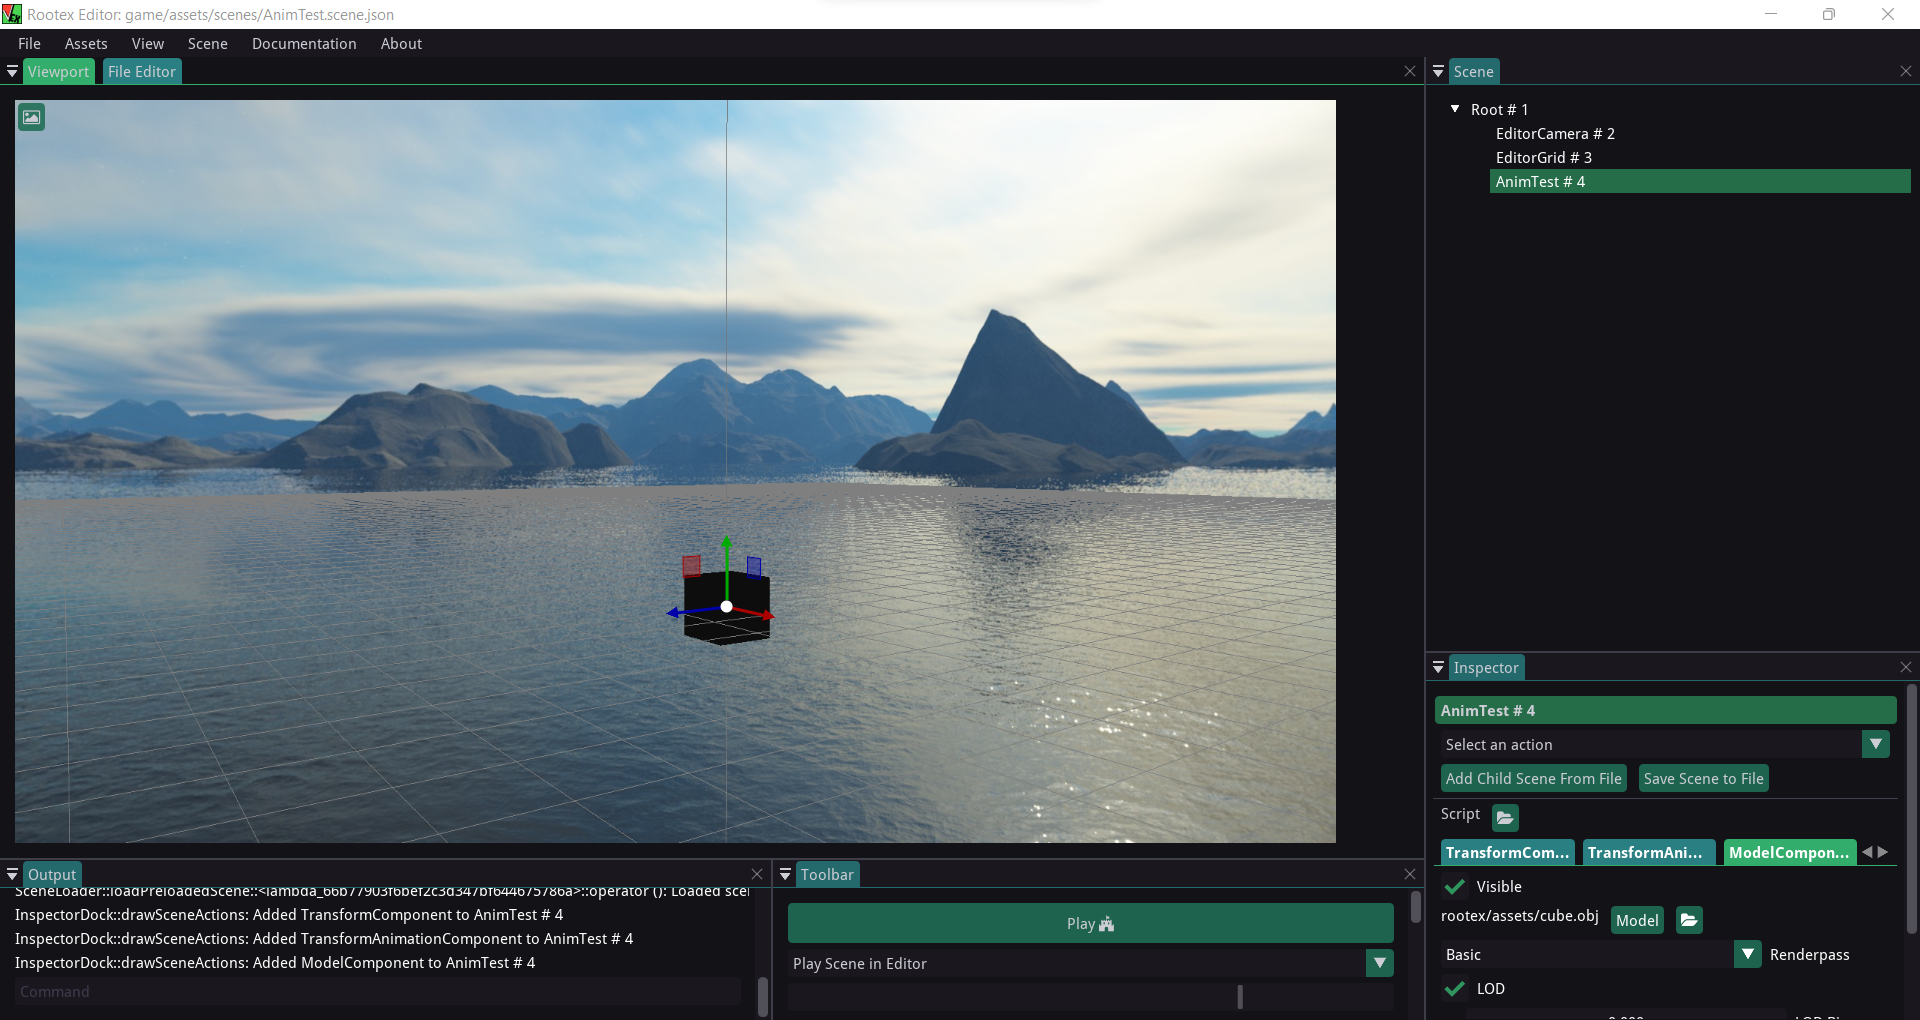 Rootex Editor: game/assets/scenes/AnimTest.scene.json
File Assets View Scene Documentation About
Viewport File Editor
Scene
Root # 1
EditorCamera # 2
EditorGrid # 3
AnimTest # 4
Inspector
AnimTest # 4
Select an action
Add Child Scene From File Save Scene to File
Script
TransformCom... TransformAni... ModelCompon...
Visible
rootex/assets/cube.obj Model
Basic Renderpass
LOD
Output
SceneLoader::loadPreloadedScene::<lambda_66b77903f6bef2c3d347bf644675786a>::operator (): Loaded scei
InspectorDock::drawSceneActions: Added TransformComponent to AnimTest # 4
InspectorDock::drawSceneActions: Added TransformAnimationComponent to AnimTest # 4
InspectorDock::drawSceneActions: Added ModelComponent to AnimTest # 4
Command
Toolbar
Play
Play Scene in Editor